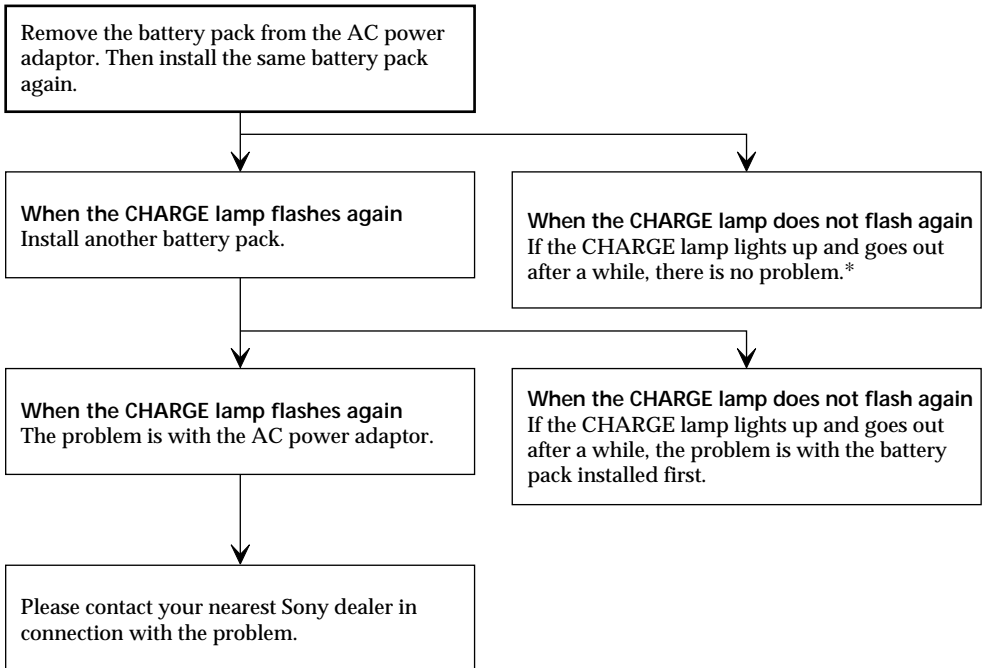 Remove the battery pack from the AC power
adaptor. Then install the same battery pack
again.
When the CHARGE lamp flashes again
Install another battery pack.
When the CHARGE lamp does not flash again
If the CHARGE lamp lights up and goes out
after a while, there is no problem.*
When the CHARGE lamp flashes again
The problem is with the AC power adaptor.
When the CHARGE lamp does not flash again
If the CHARGE lamp lights up and goes out
after a while, the problem is with the battery
pack installed first.
Please contact your nearest Sony dealer in
connection with the problem.